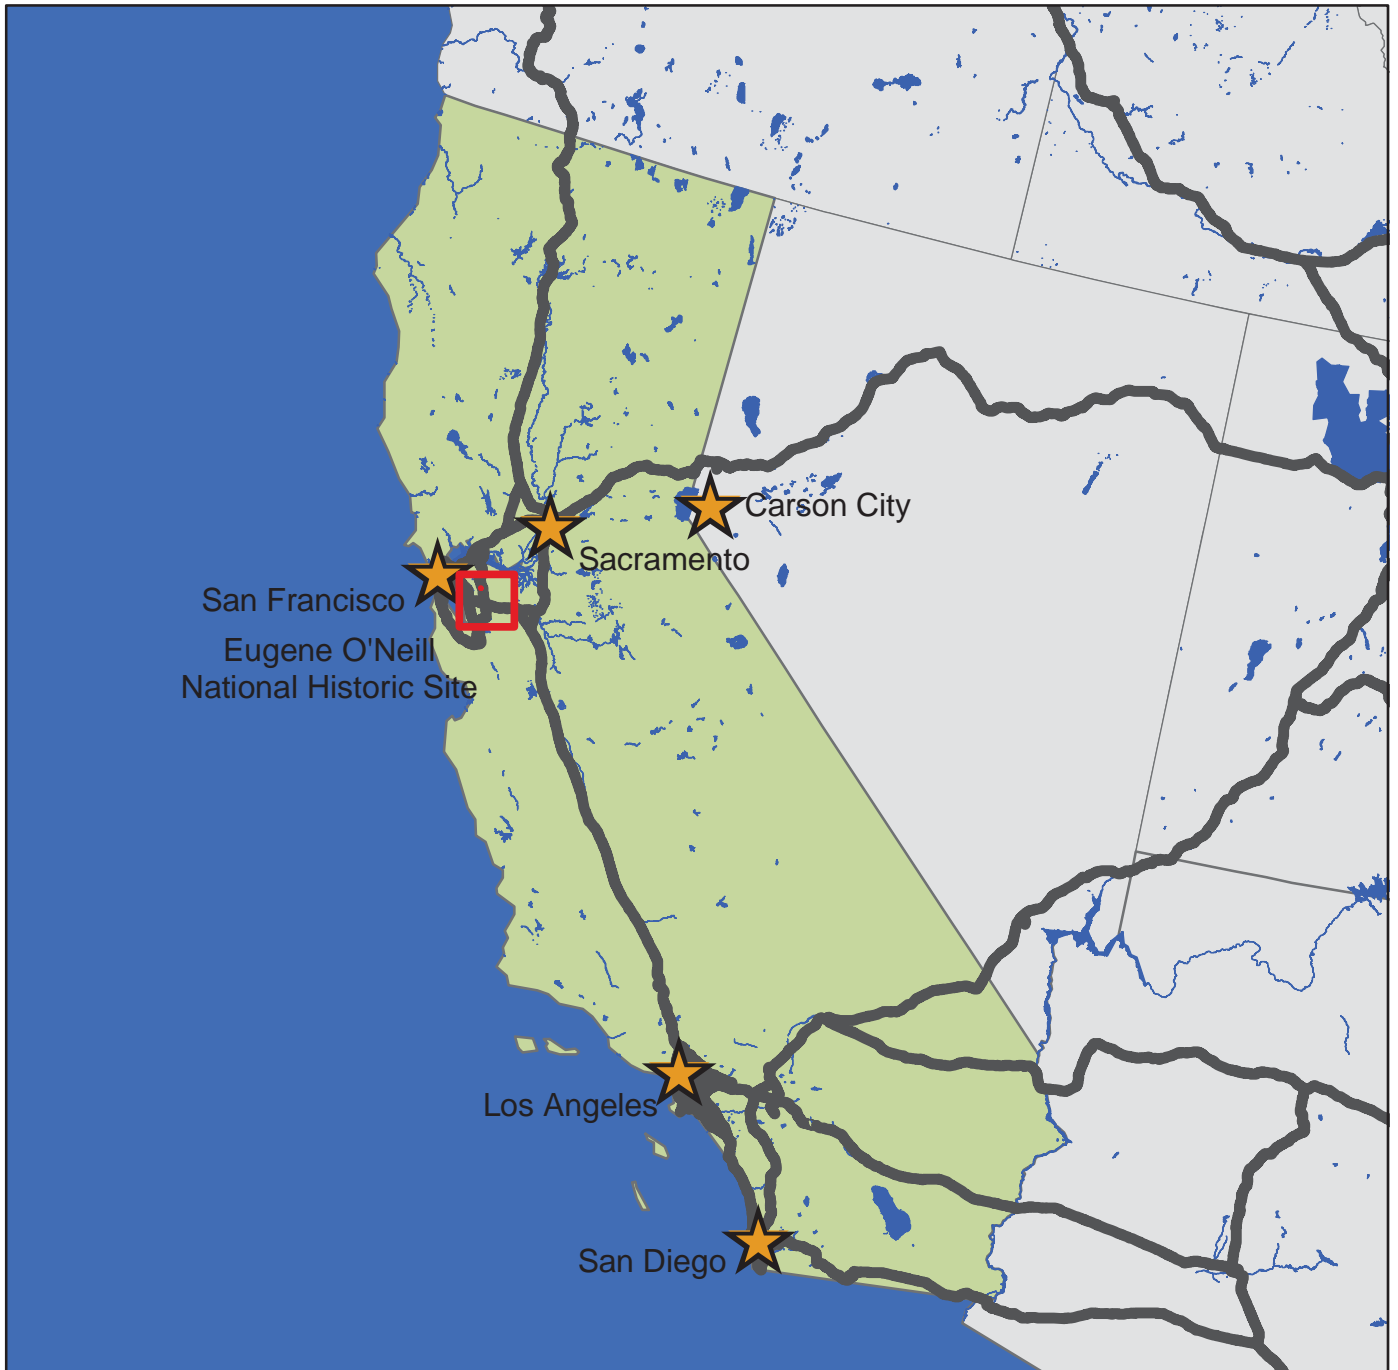 Carson City
Sacramento
San Francisco
Eugene O'Neill
National Historic Site
Los Angeles
San Diego